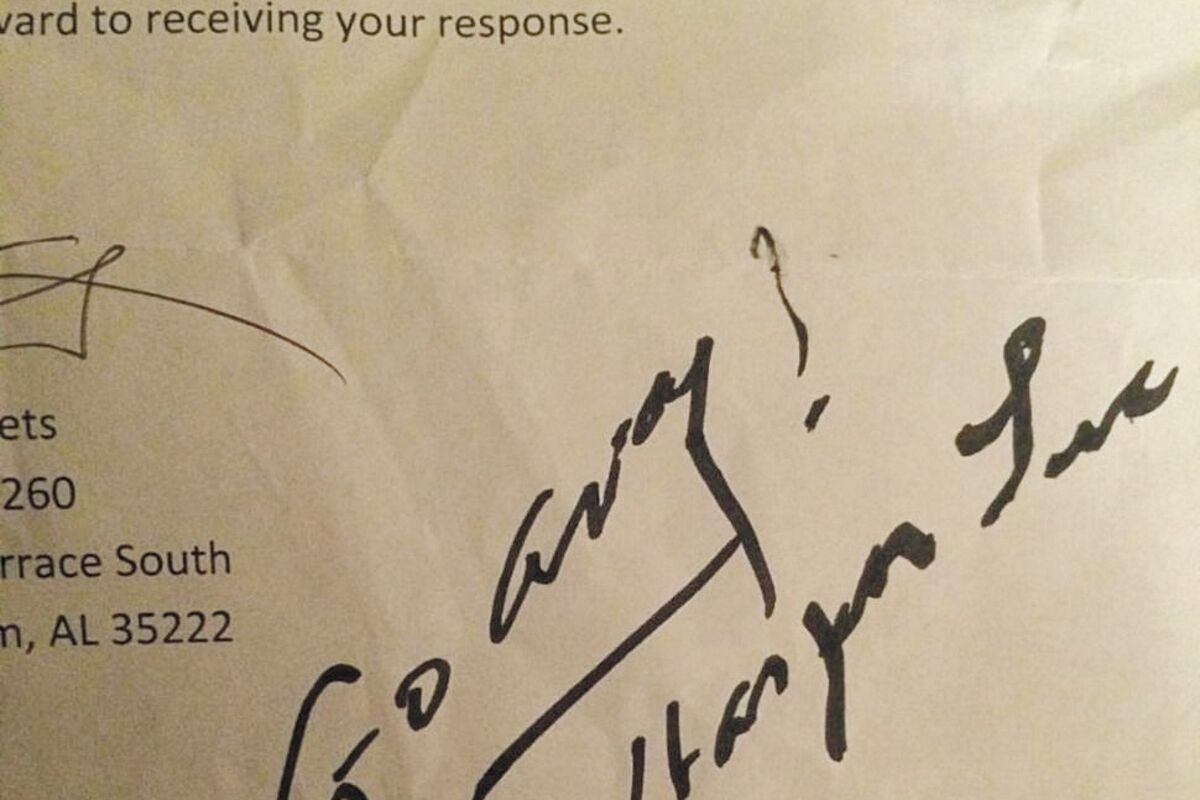 ward to receiving your response.
ets
260
rrace South
m, AL 35222
Go away!
Harper Lee